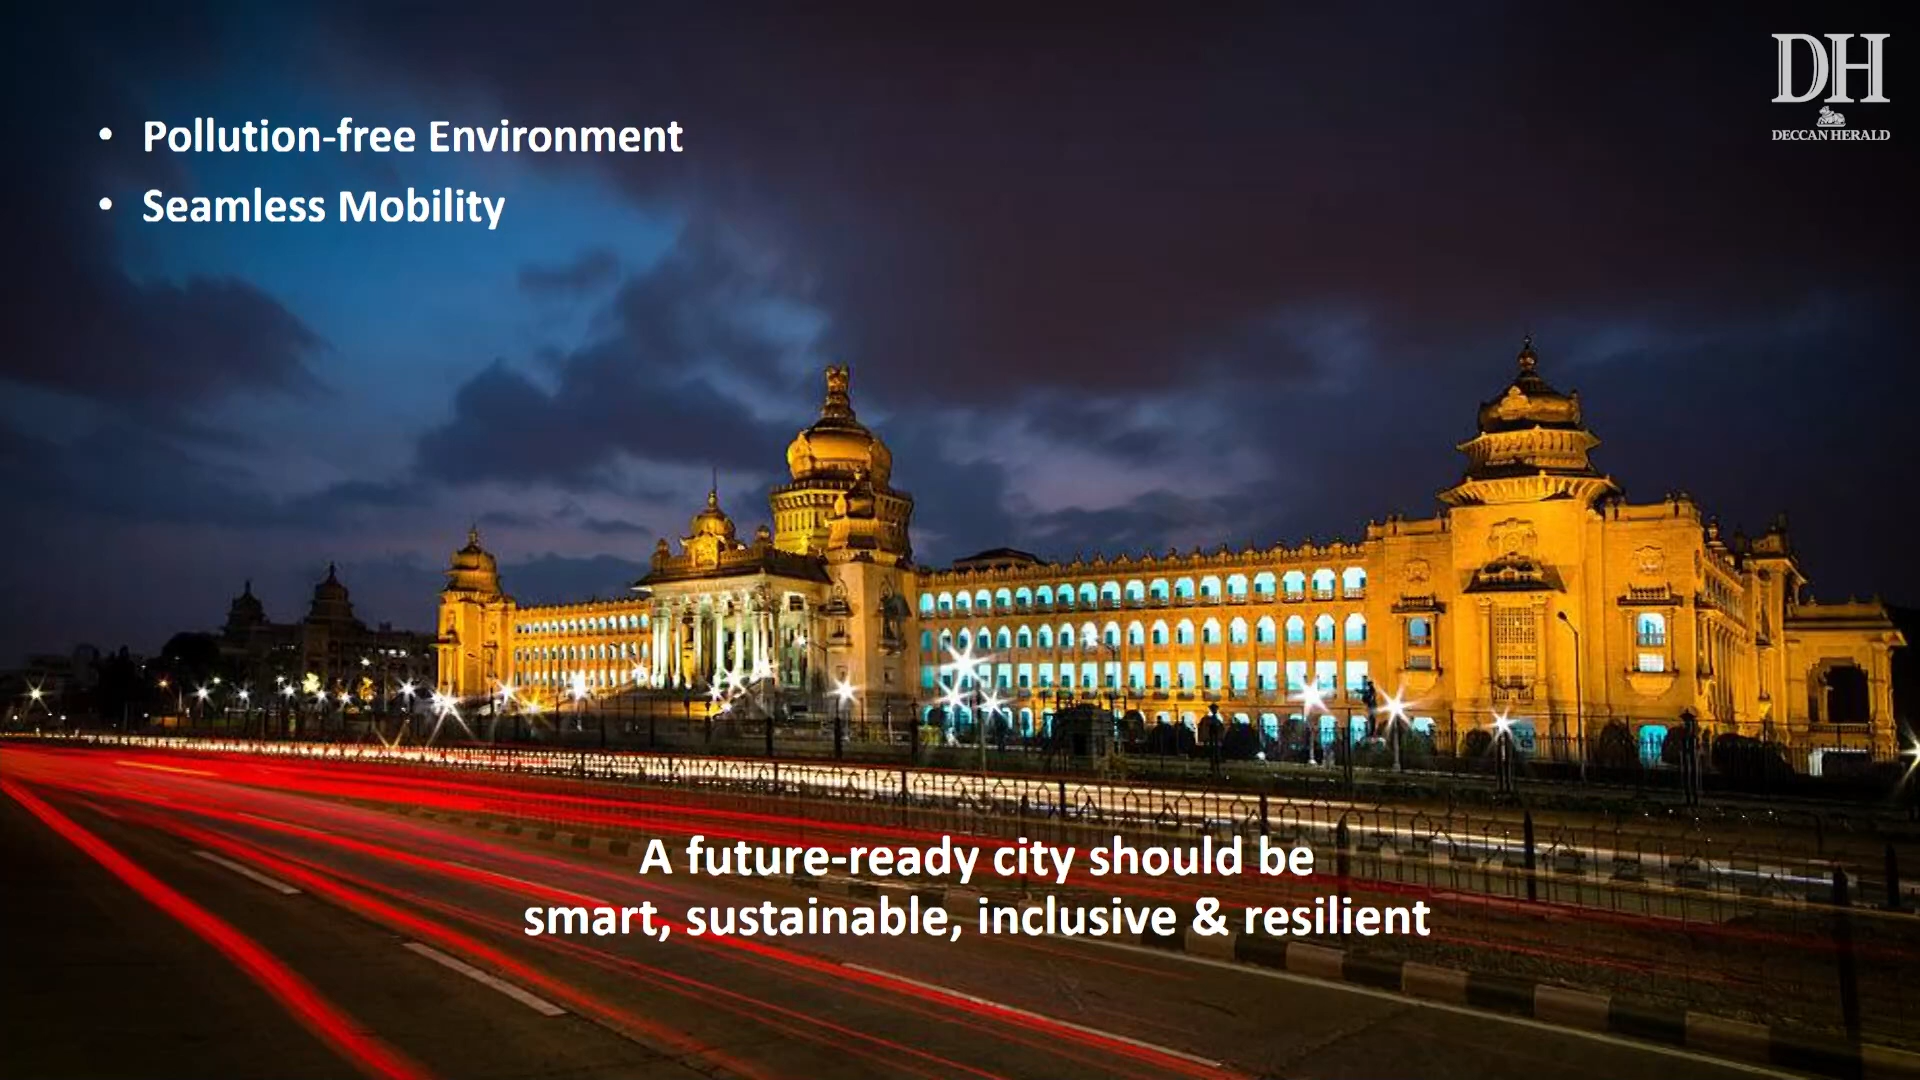 DH
DECCAN HERALD
• Pollution-free Environment
• Seamless Mobility
A future-ready city should be
smart, sustainable, inclusive & resilient